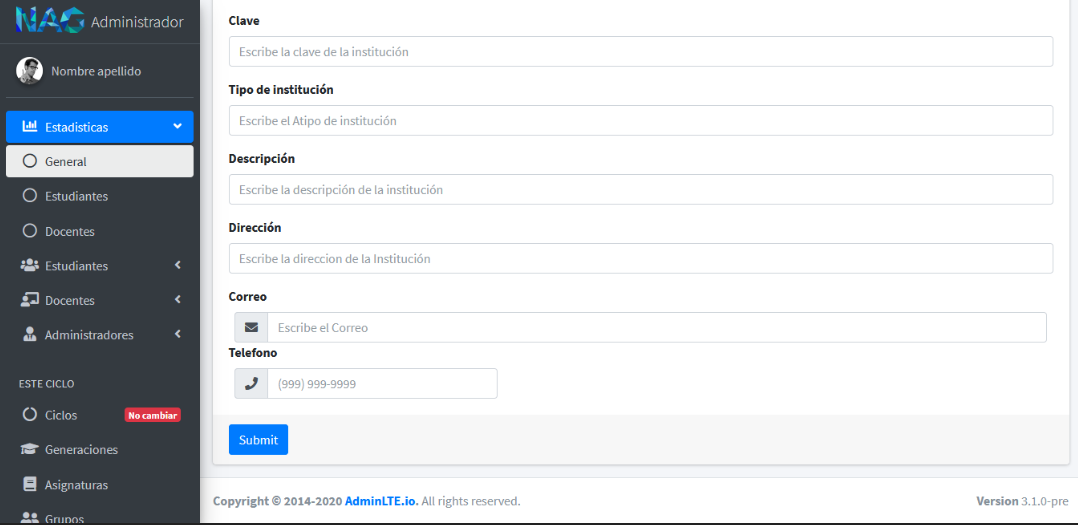 NAG Administrador
Nombre apellido
Estadisticas
General
Estudiantes
Docentes
Estudiantes
Docentes
Administradores
ESTE CICLO
Ciclos No cambiar
Generaciones
Asignaturas
Grupos
Clave
Escribe la clave de la institución
Tipo de institución
Escribe el Atipo de institución
Descripción
Escribe la descripción de la institución
Dirección
Escribe la direccion de la Institución
Correo
Escribe el Correo
Telefono
(999) 999-9999
Submit
Copyright © 2014-2020 AdminLTE.io. All rights reserved.
Version 3.1.0-pre